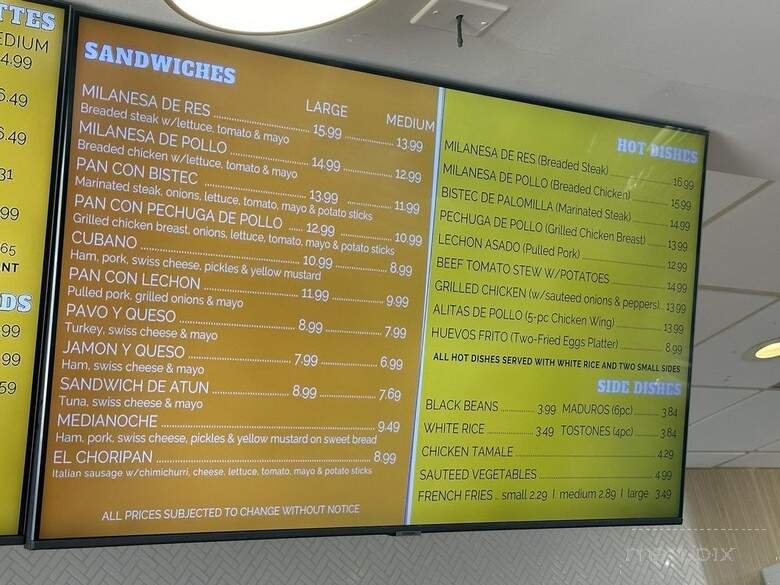 TTES
EDIUM
4.99
6.49
6.49
31
99
65
NT
DS
99
99
59
SANDWICHES
LARGE MEDIUM
MILANESA DE RES 15.99 13.99
Breaded steak w/lettuce, tomato & mayo
MILANESA DE POLLO 14.99 12.99
Breaded chicken w/lettuce, tomato & mayo
PAN CON BISTEC 13.99 11.99
Marinated steak, onions, lettuce, tomato, mayo & potato sticks
PAN CON PECHUGA DE POLLO 12.99 10.99
Grilled chicken breast, onions, lettuce, tomato, mayo & potato sticks
CUBANO 10.99 8.99
Ham, pork, swiss cheese, pickles & yellow mustard
PAN CON LECHON 11.99 9.99
Pulled pork, grilled onions & mayo
PAVO Y QUESO 8.99 7.99
Turkey, swiss cheese & mayo
JAMON Y QUESO 7.99 6.99
Ham, swiss cheese & mayo
SANDWICH DE ATUN 8.99 7.69
Tuna, swiss cheese & mayo
MEDIANOCHE 9.49
Ham, pork, swiss cheese, pickles & yellow mustard on sweet bread
EL CHORIPAN 8.99
Italian sausage w/chimichurri, cheese, lettuce, tomato, mayo & potato sticks
ALL PRICES SUBJECTED TO CHANGE WITHOUT NOTICE
HOT DISHES
MILANESA DE RES (Breaded Steak) 16.99
MILANESA DE POLLO (Breaded Chicken) 15.99
BISTEC DE PALOMILLA (Marinated Steak) 14.99
PECHUGA DE POLLO (Grilled Chicken Breast) 13.99
LECHON ASADO (Pulled Pork) 12.99
BEEF TOMATO STEW W/POTATOES 14.99
GRILLED CHICKEN (w/sauteed onions & peppers) 13.99
ALITAS DE POLLO (5-pc Chicken Wing) 13.99
HUEVOS FRITO (Two-Fried Eggs Platter) 8.99
ALL HOT DISHES SERVED WITH WHITE RICE AND TWO SMALL SIDES
SIDE DISHES
BLACK BEANS 3.99 MADUROS (6pc) 3.84
WHITE RICE 3.49 TOSTONES (4pc) 3.84
CHICKEN TAMALE 4.29
SAUTEED VEGETABLES 4.99
FRENCH FRIES .. small 2.29 | medium 2.89 | large 3.49
menupix